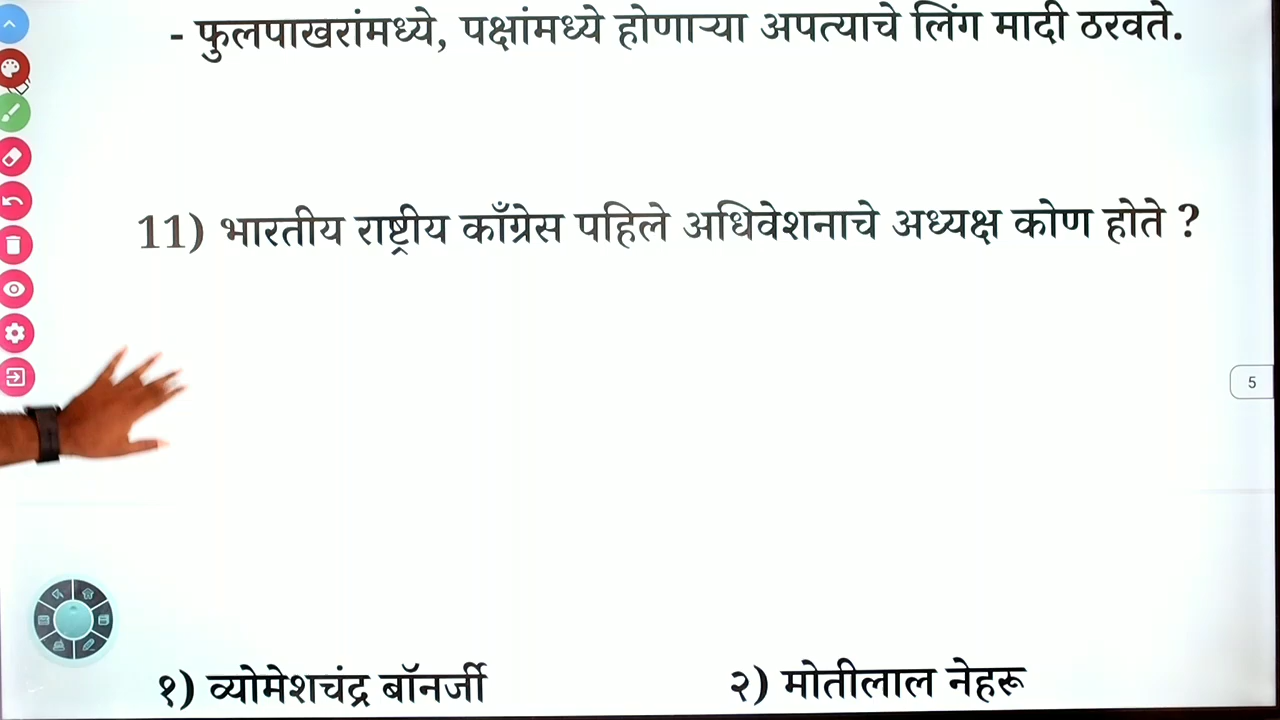 - फुलपाखरांमध्ये, पक्षांमध्ये होणाऱ्या अपत्याचे लिंग मादी ठरवते.
11) भारतीय राष्ट्रीय काँग्रेस पहिले अधिवेशनाचे अध्यक्ष कोण होते ?
5
१) व्योमेशचंद्र बॉनर्जी २) मोतीलाल नेहरू